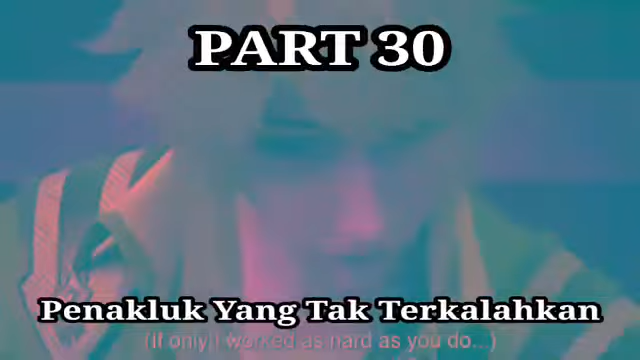 PART 30
Penakluk Yang Tak Terkalahkan
(If only I worked as hard as you do...)